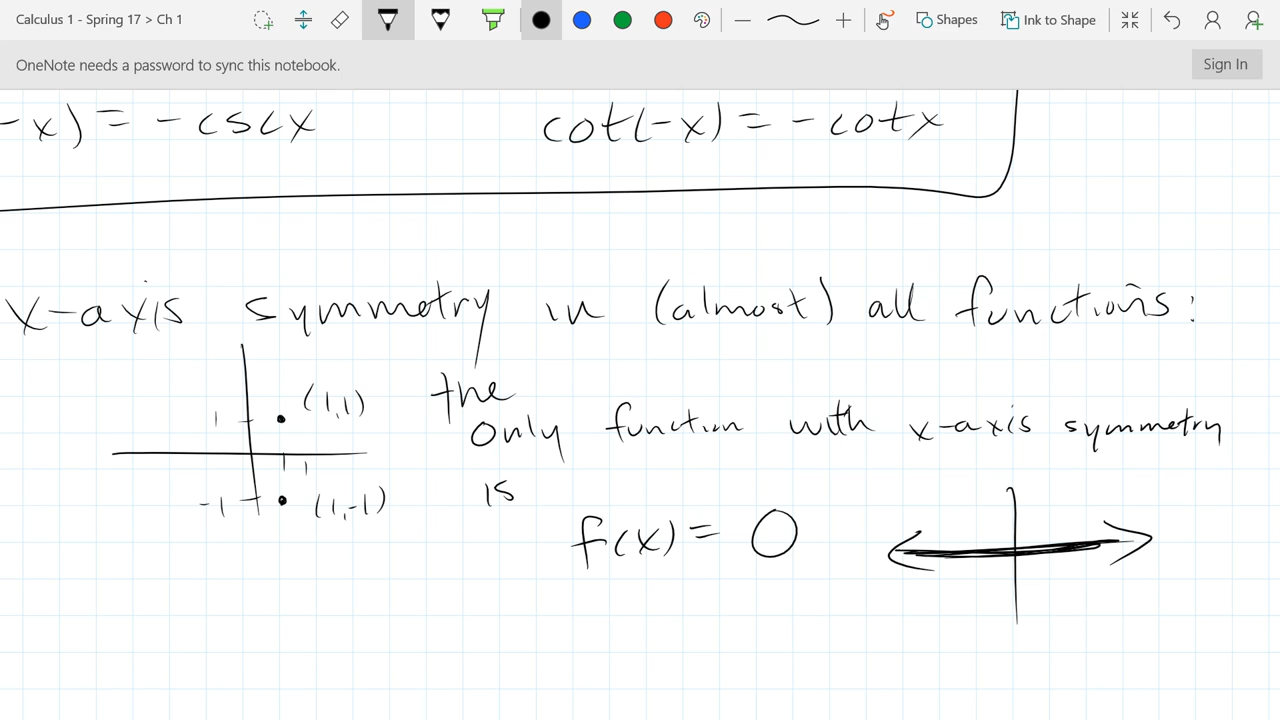 Calculus 1 - Spring 17 > Ch 1
Shapes
Ink to Shape
OneNote needs a password to sync this notebook.
Sign In
-x) = -cscx
cot(-x) = -cotx
x-axis symmetry in (almost) all functions:
(1,1)
1
1
-1
(1,-1)
the
only function with x-axis symmetry
is
f(x) = 0